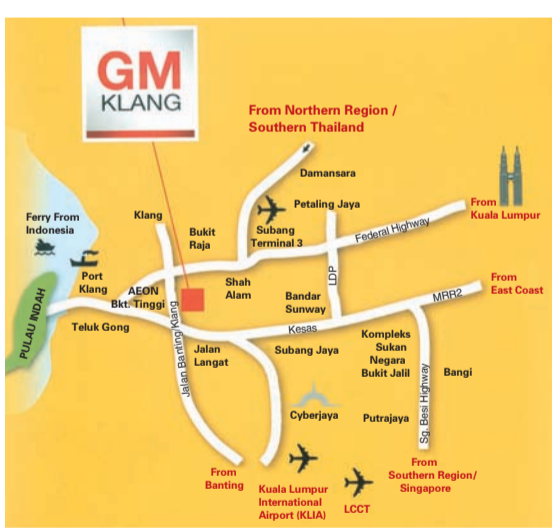 GM
KLANG
From Northern Region /
Southern Thailand
Damansara
Petaling Jaya
From
Kuala Lumpur
Federal Highway
Ferry From
Indonesia
Klang
Bukit
Raja
Subang
Terminal 3
Port
Klang
AEON
Bkt. Tinggi
Shah
Alam
LDP
Bandar
Sunway
From
East Coast
MRR2
PULAU INDAH
Teluk Gong
Jalan Banting/Klang
Kesas
Jalan
Langat
Subang Jaya
Kompleks
Sukan
Negara
Bukit Jalil
Bangi
Sg. Besi Highway
Cyberjaya
Putrajaya
From
Banting
Kuala Lumpur
International
Airport (KLIA)
LCCT
From
Southern Region/
Singapore